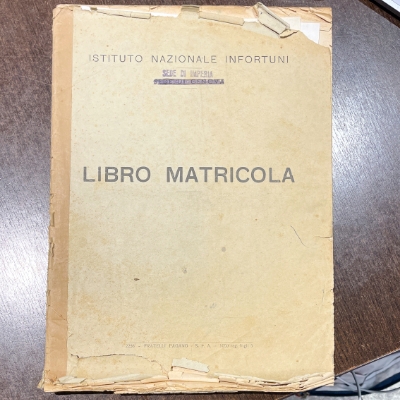 ISTITUTO NAZIONALE INFORTUNI
SEDE DI IMPERIA
LIBRO MATRICOLA